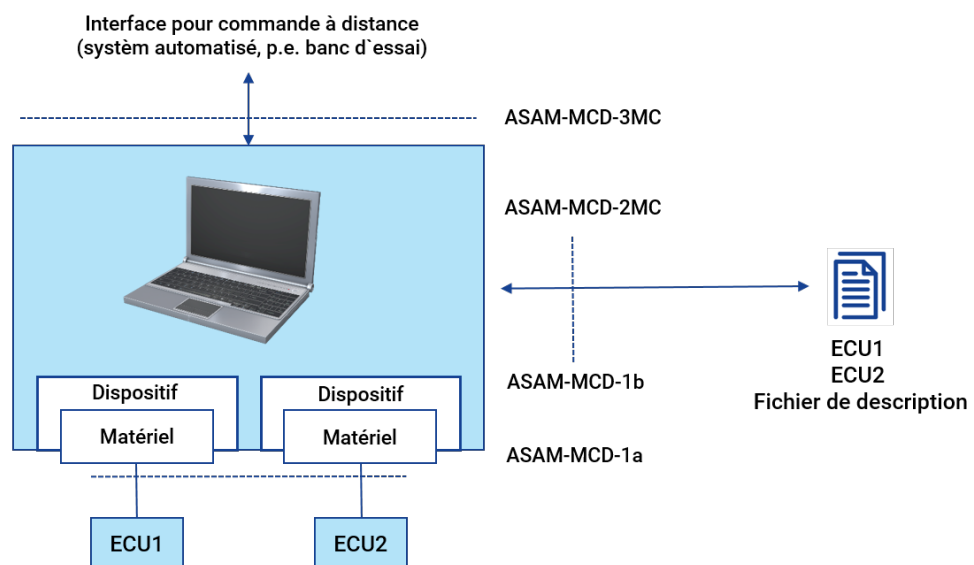 Interface pour commande à distance
(systèm automatisé, p.e. banc d`essai)
ASAM-MCD-3MC
ASAM-MCD-2MC
ECU1
ECU2
Fichier de description
ASAM-MCD-1b
Dispositif
Matériel
Dispositif
Matériel
ASAM-MCD-1a
ECU1
ECU2